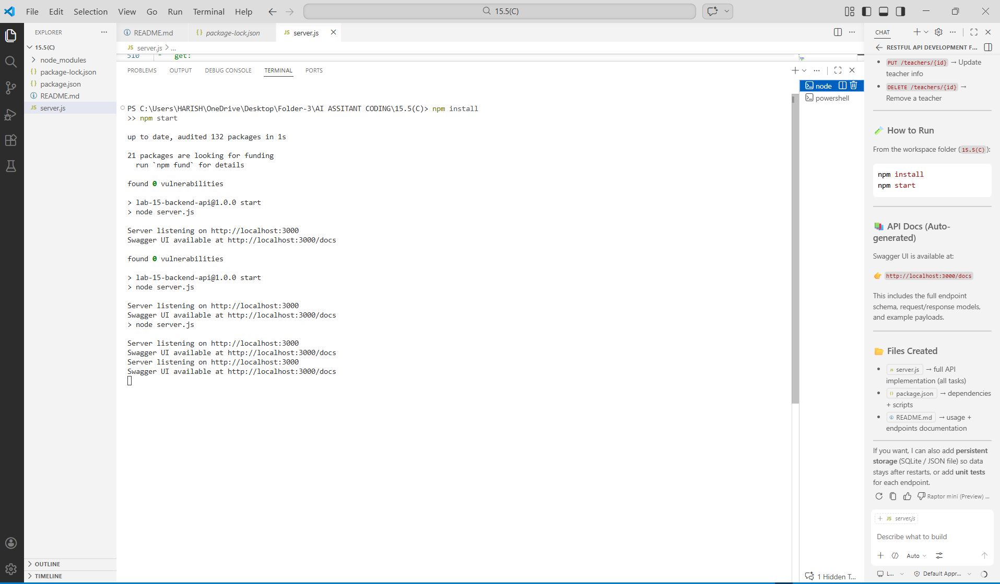 File Edit Selection View Go Run Terminal Help
15.5(C)
EXPLORER
15.5(C)
node_modules
package-lock.json
package.json
README.md
JS server.js
OUTLINE
TIMELINE
README.md
package-lock.json
JS server.js
JS server.js > ...
510 * get:
PROBLEMS OUTPUT DEBUG CONSOLE TERMINAL PORTS
PS C:\Users\HARISH\OneDrive\Desktop\Folder-3\AI ASSITANT CODING\15.5(C)> npm install
>> npm start
up to date, audited 132 packages in 1s
21 packages are looking for funding
run `npm fund` for details
found 0 vulnerabilities
> lab-15-backend-api@1.0.0 start
> node server.js
Server listening on http://localhost:3000
Swagger UI available at http://localhost:3000/docs
found 0 vulnerabilities
> lab-15-backend-api@1.0.0 start
> node server.js
Server listening on http://localhost:3000
Swagger UI available at http://localhost:3000/docs
> node server.js
Server listening on http://localhost:3000
Swagger UI available at http://localhost:3000/docs
Server listening on http://localhost:3000
Swagger UI available at http://localhost:3000/docs
node
powershell
1 Hidden T...
CHAT
RESTFUL API DEVELOPMENT F...
• PUT /teachers/{id} → Update
teacher info
• DELETE /teachers/{id} →
Remove a teacher
How to Run
From the workspace folder ( 15.5(C) ):
npm install
npm start
API Docs (Auto-
generated)
Swagger UI is available at:
http://localhost:3000/docs
This includes the full endpoint
schema, request/response models,
and example payloads.
Files Created
• JS server.js → full API
implementation (all tasks)
• package.json → dependencies
+ scripts
• README.md → usage +
endpoints documentation
If you want, I can also add persistent
storage (SQLite / JSON file) so data
stays after restarts, or add unit tests
for each endpoint.
Raptor mini (Preview) ...
+ JS server.js
Describe what to build
Auto
L... Default Appr...